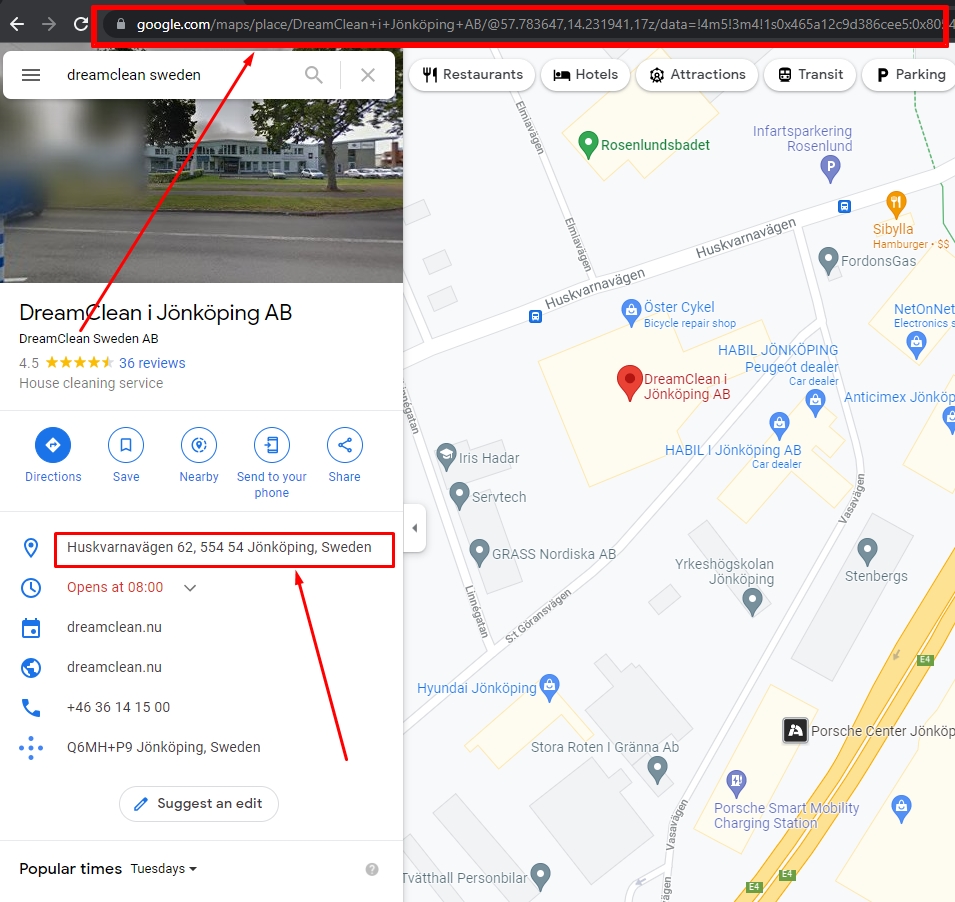 google.com/maps/place/DreamClean+i+Jönköping+AB/@57.783647,14.231941,17z/data=!4m5!3m4!1s0x465a12c9d386cee5:0x80
dreamclean sweden
DreamClean i Jönköping AB
DreamClean Sweden AB
4.5 36 reviews
House cleaning service
Directions
Save
Nearby
Send to your
phone
Share
Huskvarnavägen 62, 554 54 Jönköping, Sweden
Opens at 08:00
dreamclean.nu
dreamclean.nu
+46 36 14 15 00
Q6MH+P9 Jönköping, Sweden
Suggest an edit
Popular times Tuesdays
Restaurants
Hotels
Attractions
Transit
Parking
Elmiavägen
Rosenlundsbadet
Infartsparkering
Rosenlund
P
Sibylla
Hamburger • $$
Elmiavägen
Huskvarnavägen
Huskvarnavägen
FordonsGas
Öster Cykel
Bicycle repair shop
NetOnNet
Electronics s
HABIL JÖNKÖPING
Peugeot dealer
Car dealer
DreamClean i
Jönköping AB
Anticimex Jönköp
Linnégatan
HABIL I Jönköping AB
Car dealer
Iris Hadar
Servtech
Vasavägen
GRASS Nordiska AB
Yrkeshögskolan
Jönköping
Stenbergs
Linnégatan
S:t Göransvägen
E4
Hyundai Jönköping
Porsche Center Jönköp
Stora Roten I Gränna AB
Porsche Smart Mobility
Charging Station
Vasavägen
Tvätthall Personbilar
E4
E4
vägen